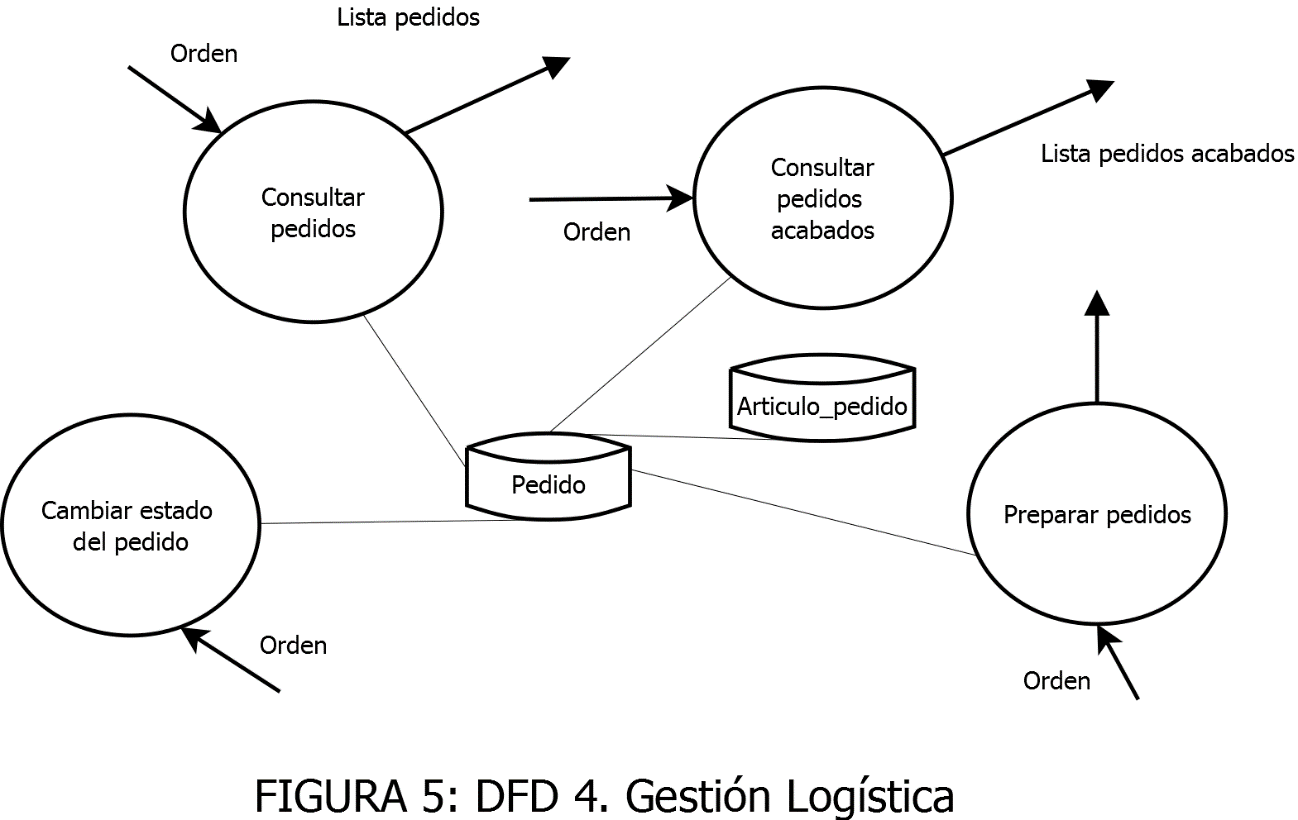 Lista pedidos
Orden
Consultar
pedidos
Consultar
pedidos
acabados
Lista pedidos acabados
Orden
Articulo_pedido
Pedido
Cambiar estado
del pedido
Preparar pedidos
Orden
Orden
FIGURA 5: DFD 4. Gestión Logística